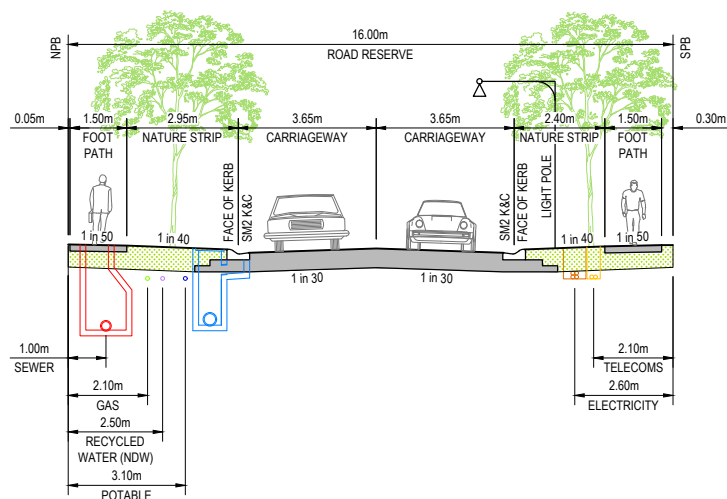 NPB
16.00m
ROAD RESERVE
SPB
0.05m
1.50m
FOOT
PATH
2.95m
NATURE STRIP
3.65m
CARRIAGEWAY
3.65m
CARRIAGEWAY
2.40m
NATURE STRIP
1.50m
FOOT
PATH
0.30m
FACE OF KERB
SM2 K&C
SM2 K&C
FACE OF KERB
LIGHT POLE
1 in 50
1 in 40
1 in 30
1 in 30
1 in 40
1 in 50
1.00m
SEWER
2.10m
GAS
2.50m
RECYCLED
WATER (NDW)
3.10m
POTABLE
2.10m
TELECOMS
2.60m
ELECTRICITY